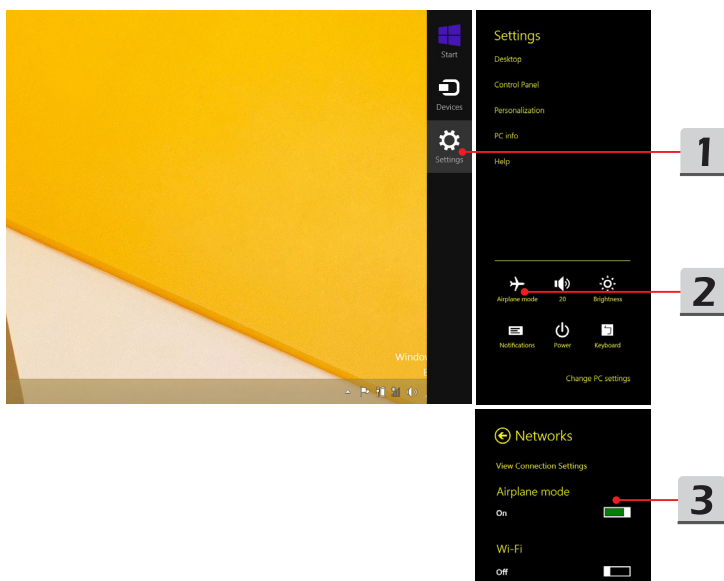 Start
Devices
Settings
Settings
Desktop
Control Panel
Personalization
PC info
Help
Airplane mode
20
Brightness
Notifications
Power
Keyboard
Change PC settings
1
2
Networks
View Connection Settings
Airplane mode
On
3
Wi-Fi
Off